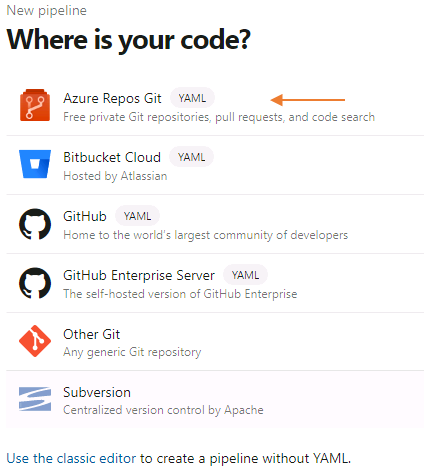 New pipeline
Where is your code?
Azure Repos Git YAML
Free private Git repositories, pull requests, and code search
Bitbucket Cloud YAML
Hosted by Atlassian
GitHub YAML
Home to the world's largest community of developers
GitHub Enterprise Server YAML
The self-hosted version of GitHub Enterprise
Other Git
Any generic Git repository
Subversion
Centralized version control by Apache
Use the classic editor to create a pipeline without YAML.